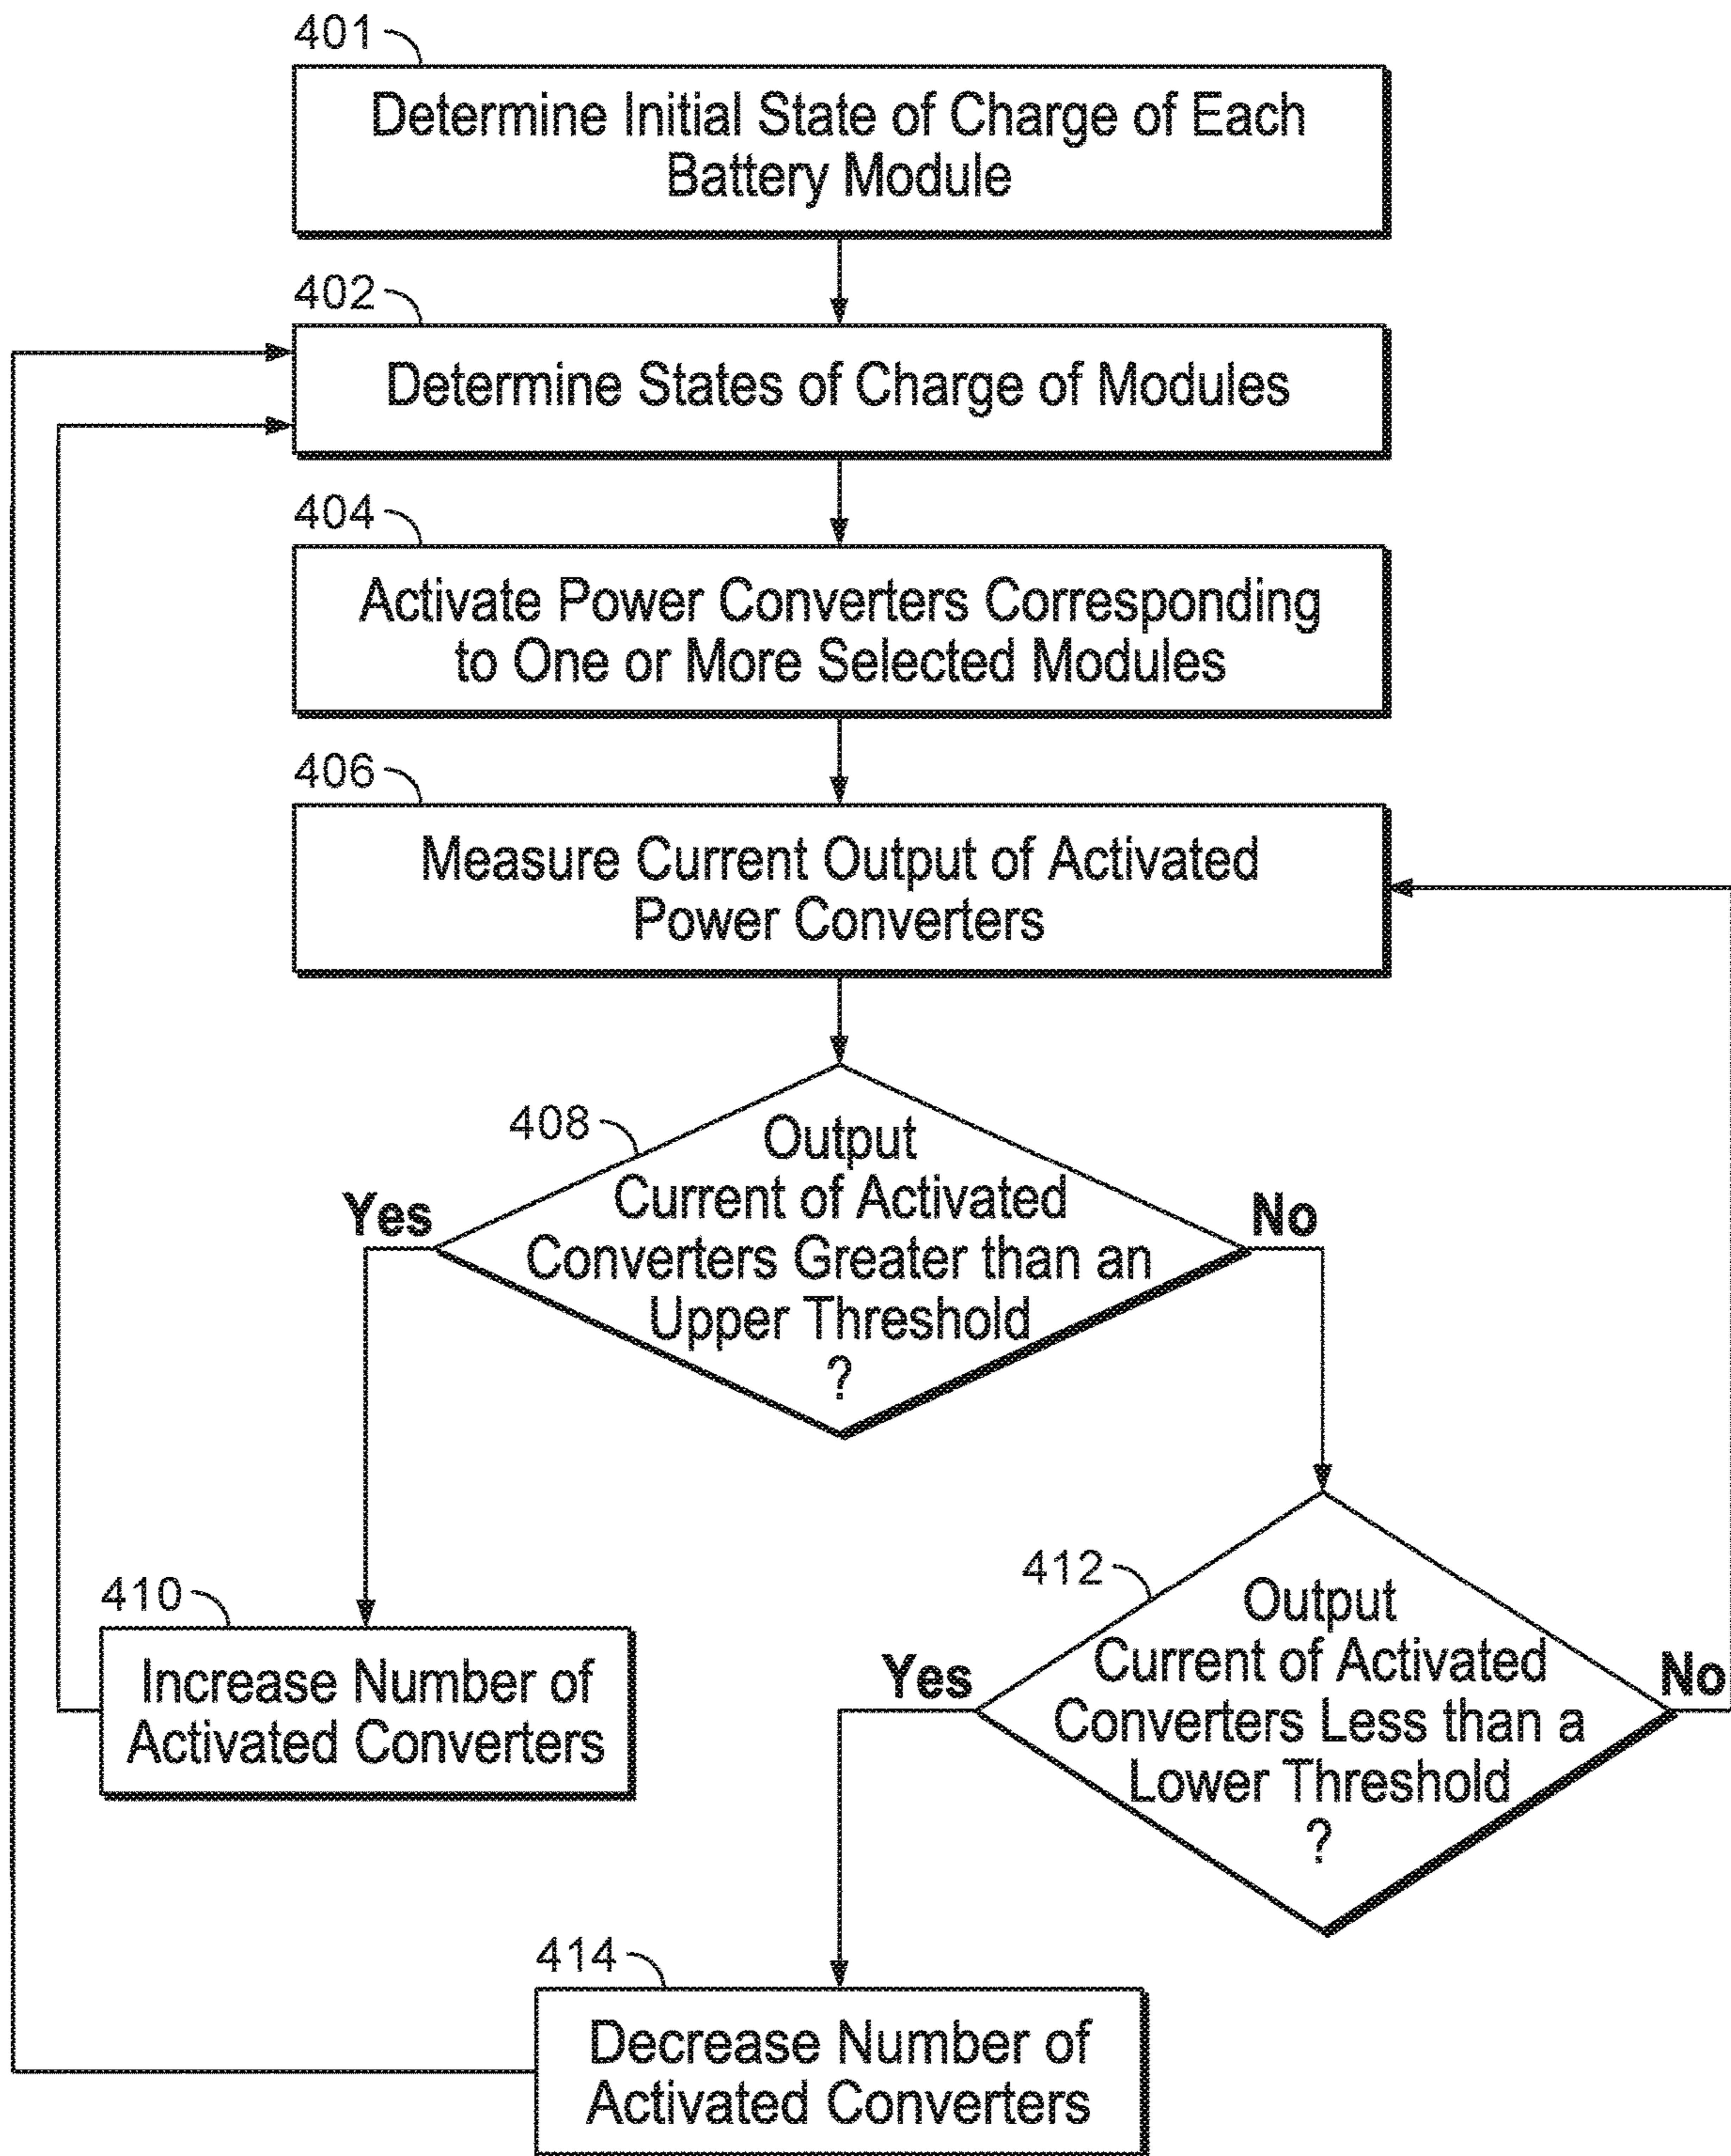 401
Determine Initial State of Charge of Each
Battery Module
402
Determine States of Charge of Modules
404
Activate Power Converters Corresponding
to One or More Selected Modules
406
Measure Current Output of Activated
Power Converters
408
Output
Current of Activated
Converters Greater than an
Upper Threshold
?
Yes
No
410
Increase Number of
Activated Converters
412
Output
Current of Activated
Converters Less than a
Lower Threshold
?
Yes
No
414
Decrease Number of
Activated Converters